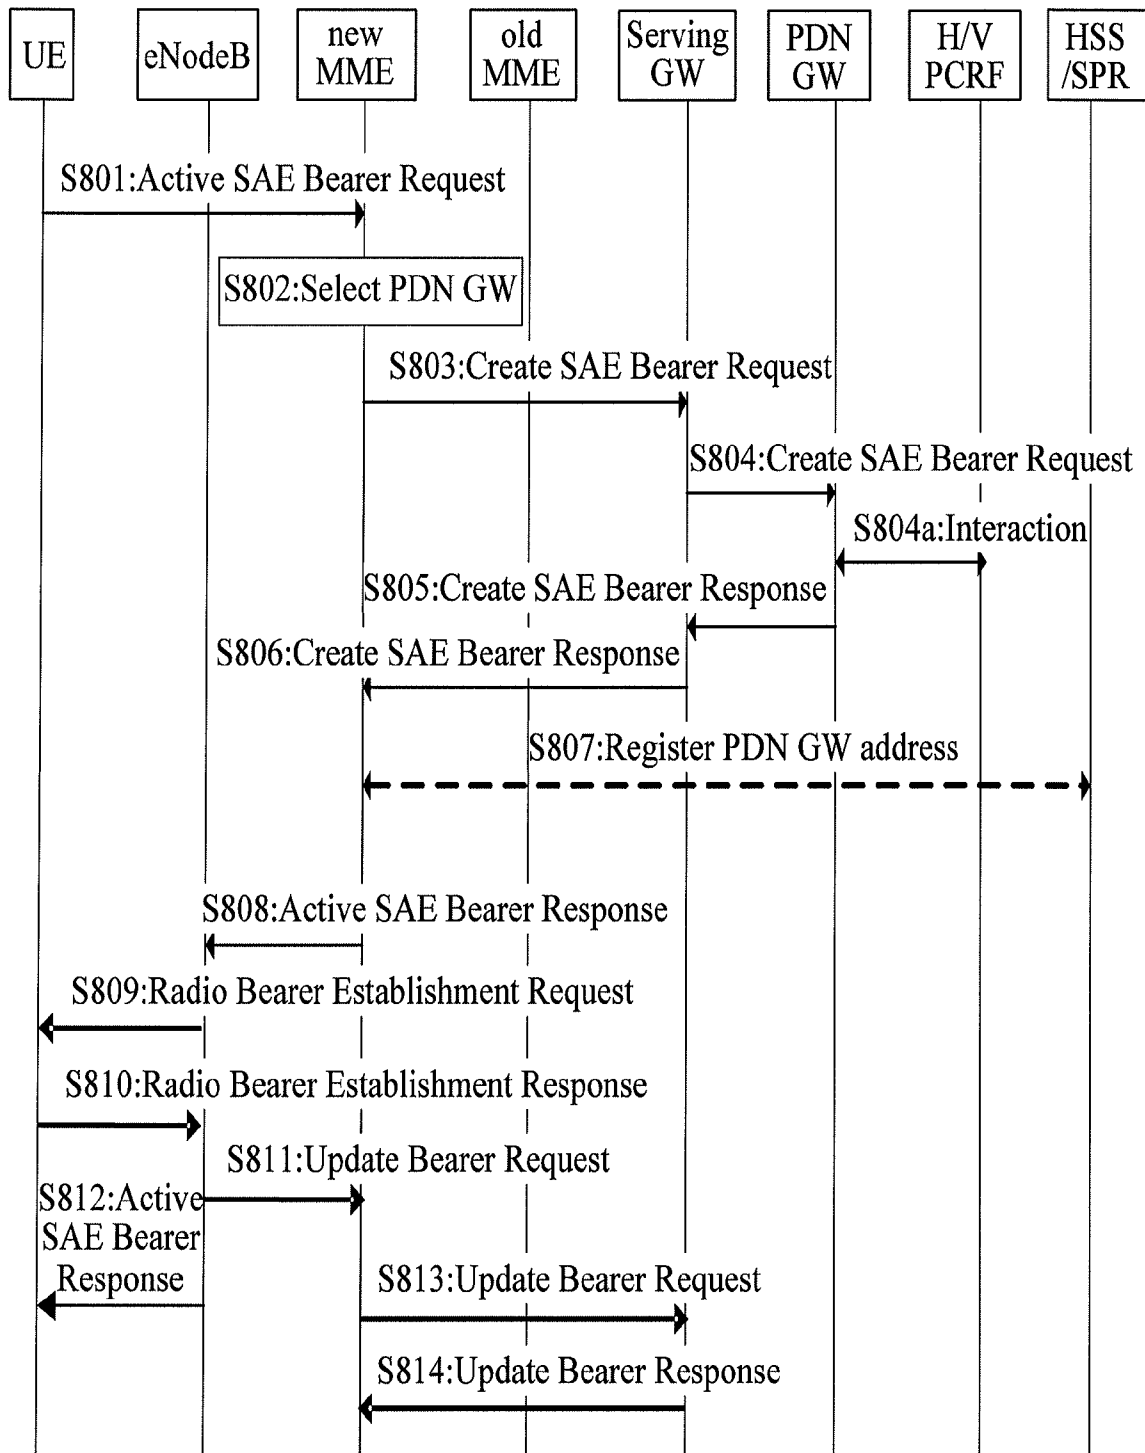 UE
eNodeB
new
MME
old
MME
Serving
GW
PDN
GW
H/V
PCRF
HSS
/SPR
S801:Active SAE Bearer Request
S802:Select PDN GW
S803:Create SAE Bearer Request
S804:Create SAE Bearer Request
S804a:Interaction
S805:Create SAE Bearer Response
S806:Create SAE Bearer Response
S807:Register PDN GW address
S808:Active SAE Bearer Response
S809:Radio Bearer Establishment Request
S810:Radio Bearer Establishment Response
S811:Update Bearer Request
S812:Active
SAE Bearer
Response
S813:Update Bearer Request
S814:Update Bearer Response